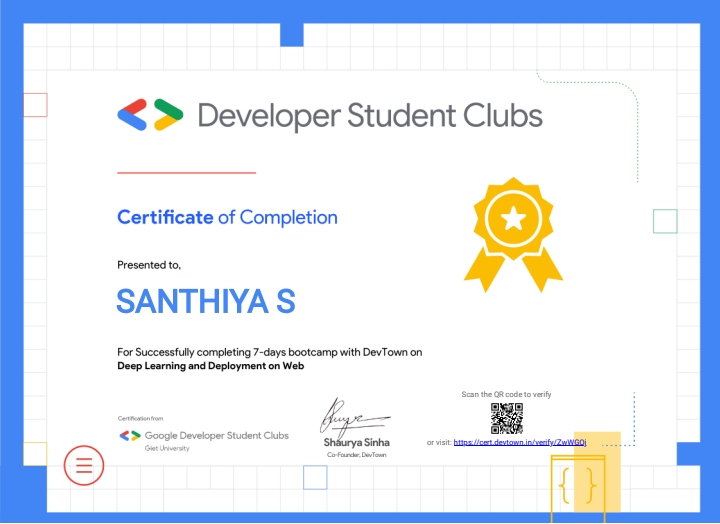 Developer Student Clubs
Certificate of Completion
Presented to,
SANTHIYA S
For Successfully completing 7-days bootcamp with DevTown on
Deep Learning and Deployment on Web
Scan the QR code to verify
Certification from
Google Developer Student Clubs
Giet University
Shaurya Sinha
Co-Founder, DevTown
or visit: https://cert.devtown.in/verify/ZwWGOj
{ }